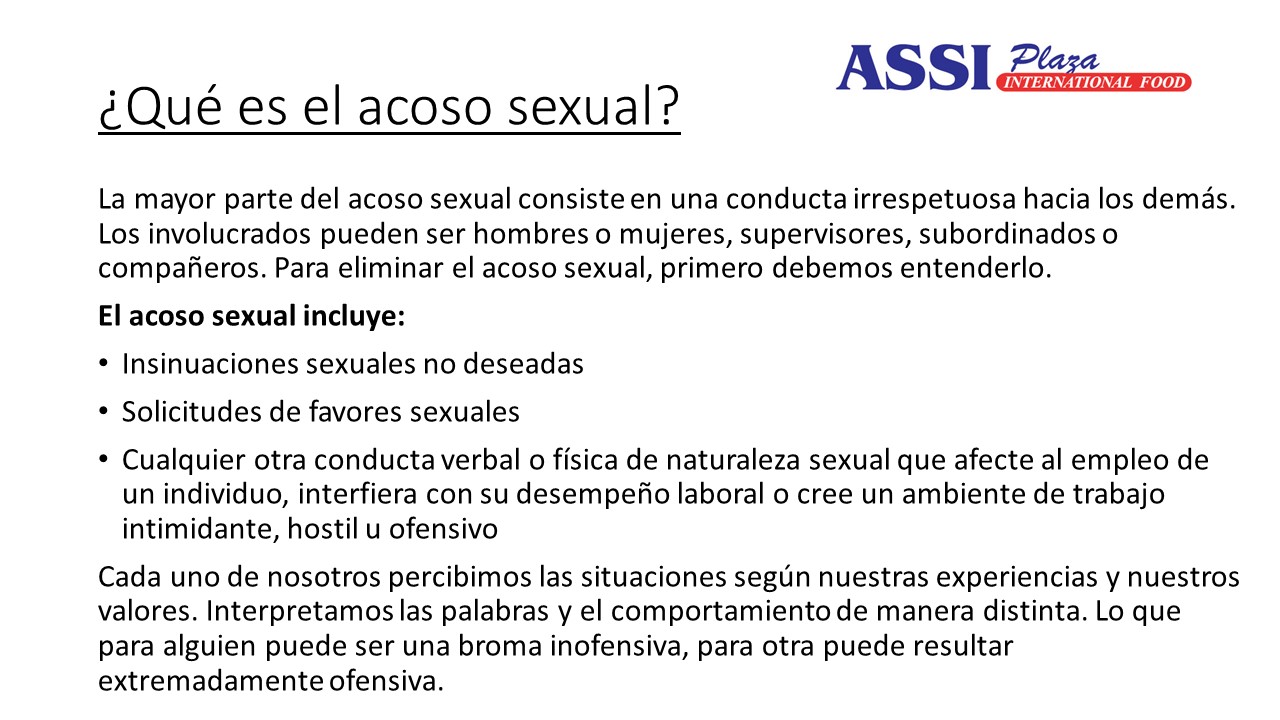 ASSI Plaza
INTERNATIONAL FOOD
¿Qué es el acoso sexual?
La mayor parte del acoso sexual consiste en una conducta irrespetuosa hacia los demás.
Los involucrados pueden ser hombres o mujeres, supervisores, subordinados o
compañeros. Para eliminar el acoso sexual, primero debemos entenderlo.
El acoso sexual incluye:
• Insinuaciones sexuales no deseadas
• Solicitudes de favores sexuales
• Cualquier otra conducta verbal o física de naturaleza sexual que afecte al empleo de
un individuo, interfiera con su desempeño laboral o cree un ambiente de trabajo
intimidante, hostil u ofensivo
Cada uno de nosotros percibimos las situaciones según nuestras experiencias y nuestros
valores. Interpretamos las palabras y el comportamiento de manera distinta. Lo que
para alguien puede ser una broma inofensiva, para otra puede resultar
extremadamente ofensiva.